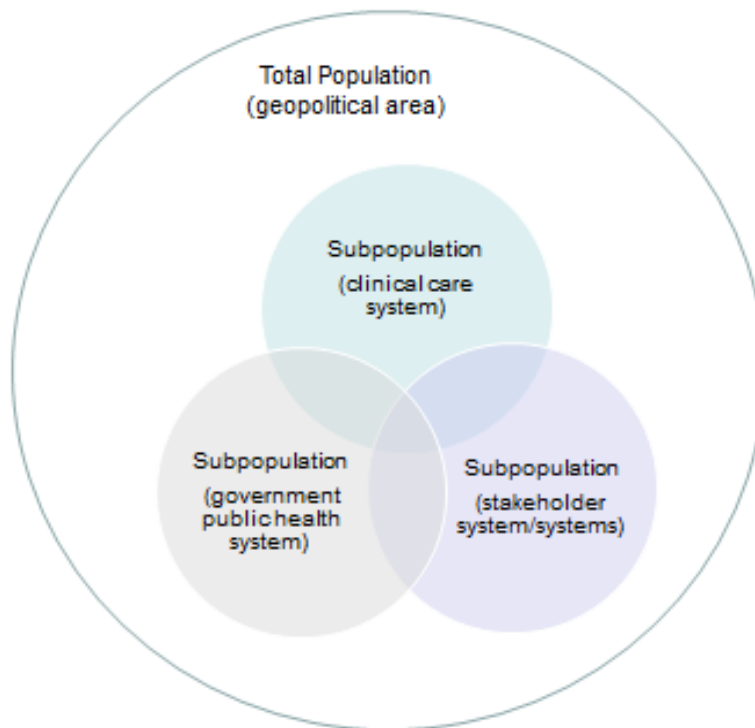 Total Population
(geopolitical area)
Subpopulation
(clinical care
system)
Subpopulation
(government
public health
system)
Subpopulation
(stakeholder
system/systems)